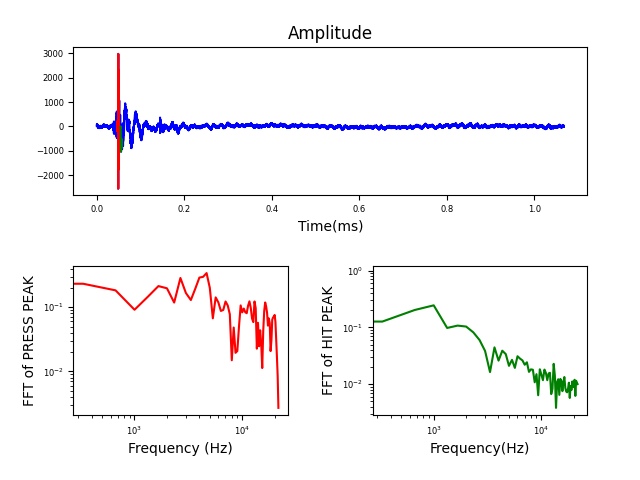 Amplitude
3000
2000
1000
0
−1000
−2000
0.0 0.2 0.4 0.6 0.8 1.0
Time(ms)
FFT of PRESS PEAK
10⁻¹
10⁻²
10³ 10⁴
Frequency (Hz)
FFT of HIT PEAK
10⁰
10⁻¹
10⁻²
10³ 10⁴
Frequency(Hz)